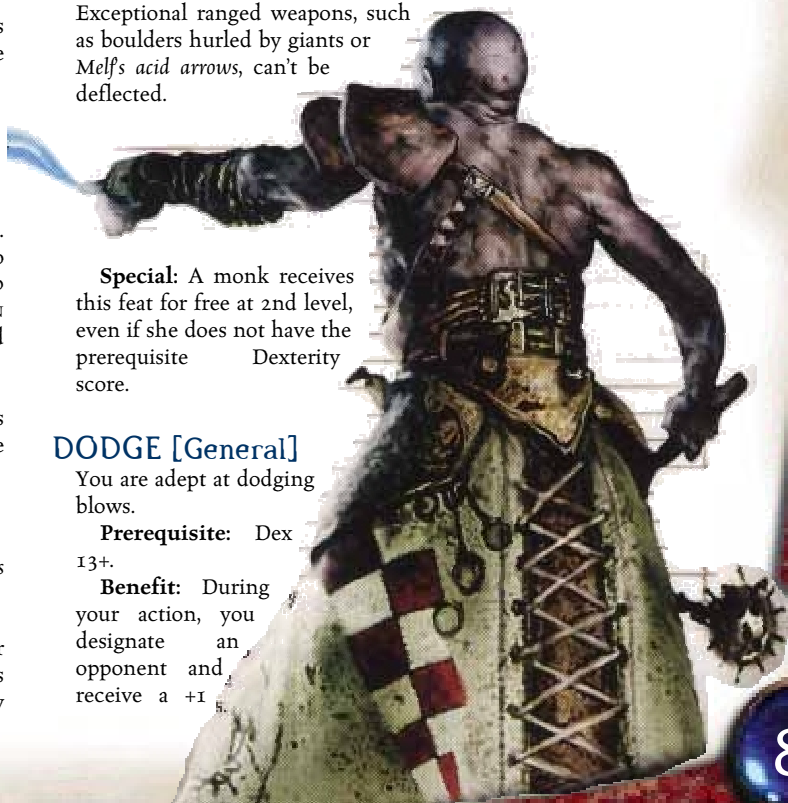 Exceptional ranged weapons, such
as boulders hurled by giants or
Melf's acid arrows, can't be
deflected.
Special: A monk receives
this feat for free at 2nd level,
even if she does not have the
prerequisite Dexterity
score.
DODGE [General]
You are adept at dodging
blows.
Prerequisite: Dex
13+.
Benefit: During
your action, you
designate an
opponent and
receive a +1